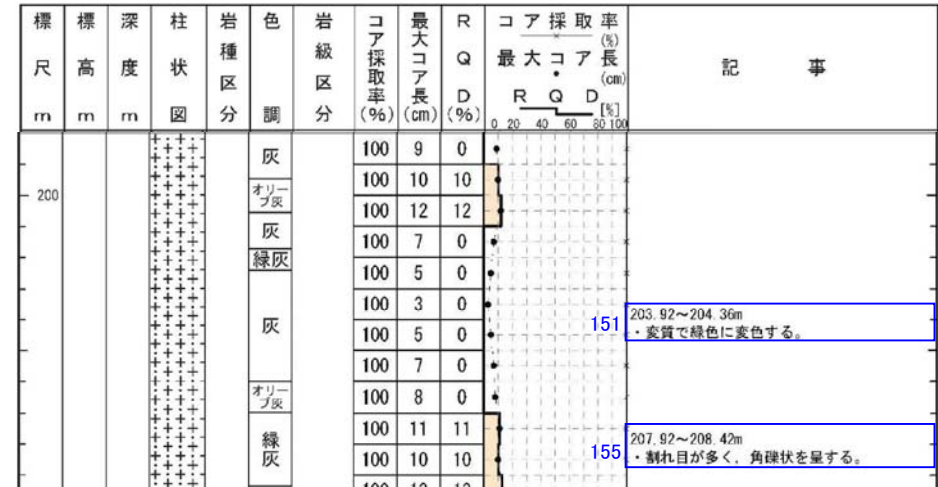 標尺 m
標高 m
深度 m
柱状図
岩種区分
色調
岩級区分
コア採取率(%)
最大コア長(cm)
RQD(%)
コア採取率(%)
最大コア長(cm)
RQD[%]
0 20 40 60 80 100
記事
灰 100 9 0
200
オリーブ灰 100 10 10
100 12 12
灰 100 7 0
緑灰
100 5 0
灰
100 3 0
151 203.92～204.36m
・変質で緑色に変色する。
100 5 0
100 7 0
オリーブ灰 100 8 0
緑灰
100 11 11
155 207.92～208.42m
・割れ目が多く，角礫状を呈する。
100 10 10